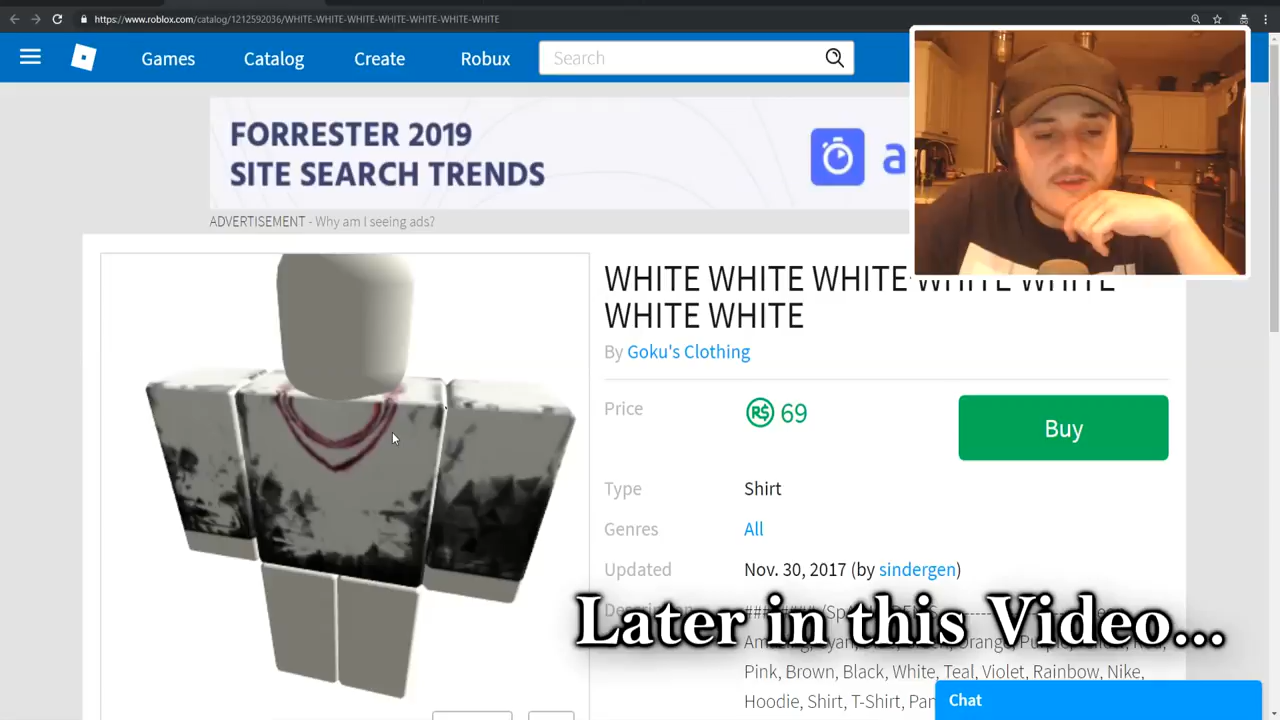 https://www.roblox.com/catalog/1212592036/WHITE-WHITE-WHITE-WHITE-WHITE-WHITE-WHITE
Games Catalog Create Robux Search
FORRESTER 2019
SITE SEARCH TRENDS
a
ADVERTISEMENT - Why am I seeing ads?
WHITE WHITE WHITE WHITE WHITE
WHITE WHITE
By Goku's Clothing
Price R$ 69 Buy
Type Shirt
Genres All
Updated Nov. 30, 2017 (by sindergen)
Later in this Video...
Pink, Brown, Black, White, Teal, Violet, Rainbow, Nike,
Hoodie, Shirt, T-Shirt,
Chat